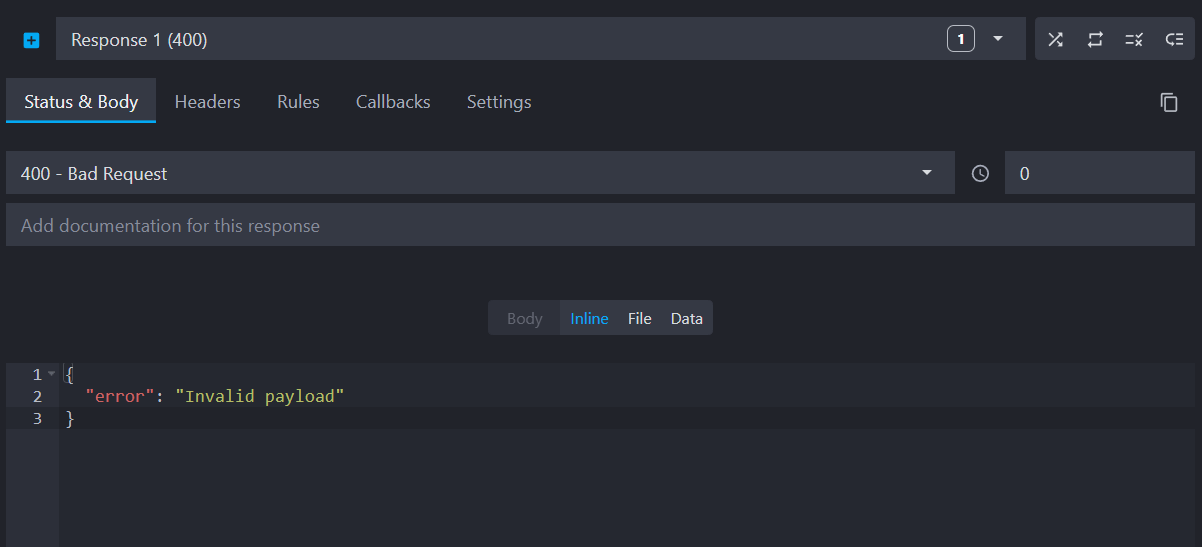 Response 1 (400) 1
Status & Body Headers Rules Callbacks Settings
400 - Bad Request 0
Add documentation for this response
Body Inline File Data
1 {
2 "error": "Invalid payload"
3 }